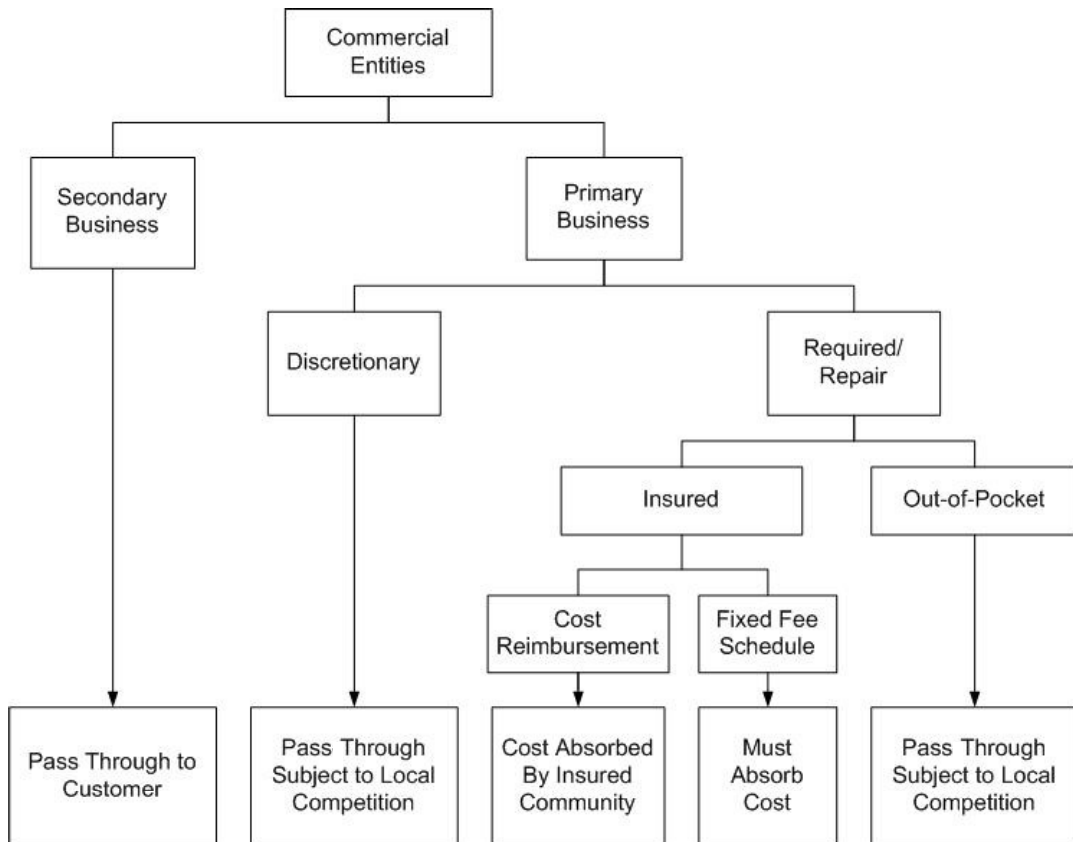 Commercial
Entities
Secondary
Business
Primary
Business
Discretionary
Required/
Repair
Insured
Out-of-Pocket
Cost
Reimbursement
Fixed Fee
Schedule
Pass Through to
Customer
Pass Through
Subject to Local
Competition
Cost Absorbed
By Insured
Community
Must
Absorb
Cost
Pass Through
Subject to Local
Competition